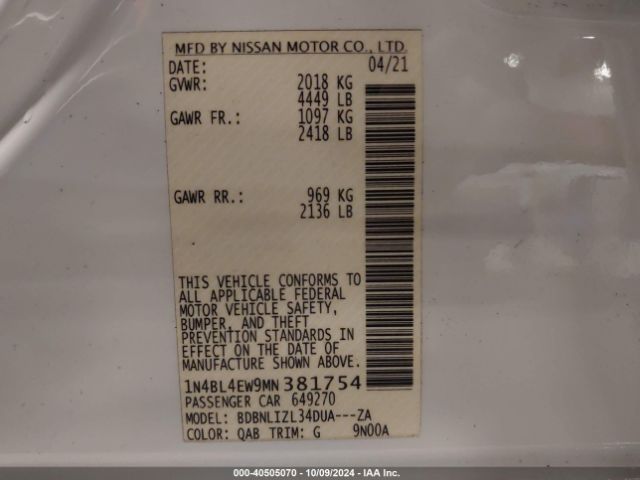 MFD BY NISSAN MOTOR CO., LTD.
DATE: 04/21
GVWR: 2018 KG
4449 LB
GAWR FR.: 1097 KG
2418 LB
GAWR RR.: 969 KG
2136 LB
THIS VEHICLE CONFORMS TO
ALL APPLICABLE FEDERAL
MOTOR VEHICLE SAFETY,
BUMPER, AND THEFT
PREVENTION STANDARDS IN
EFFECT ON THE DATE OF
MANUFACTURE SHOWN ABOVE.
1N4BL4EW9MN381754
PASSENGER CAR 649270
MODEL: BDBNLIZL34DUA---ZA
COLOR: QAB TRIM: G 9N00A
000-40505070 - 10/09/2024 - IAA Inc.